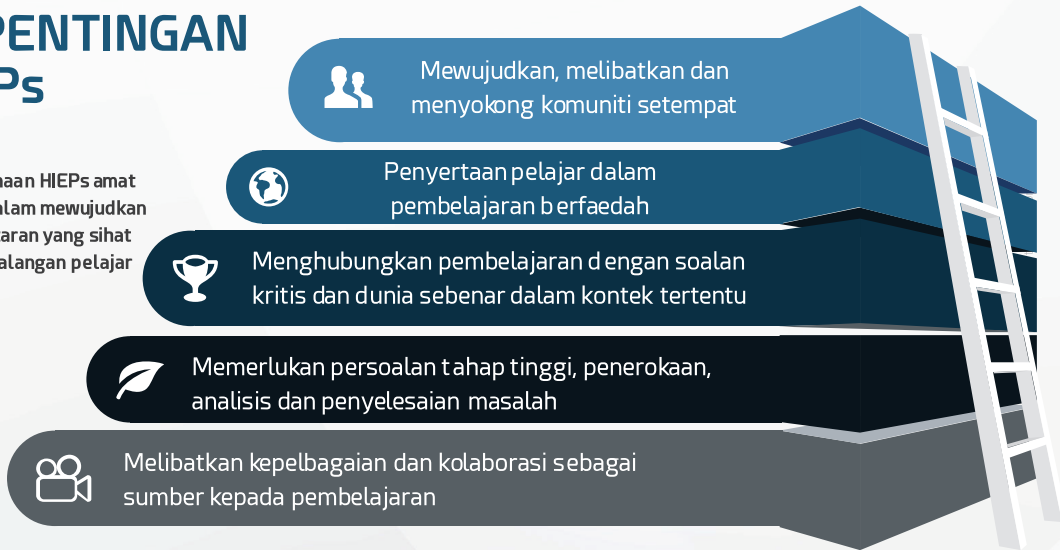 PENTINGAN
Ps
naan HIEPs amat
alam mewujudkan
taran yang sihat
alangan pelajar
Mewujudkan, melibatkan dan
menyokong komuniti setempat
Penyertaan pelajar dalam
pembelajaran berfaedah
Menghubungkan pembelajaran dengan soalan
kritis dan dunia sebenar dalam kontek tertentu
Memerlukan persoalan tahap tinggi, penerokaan,
analisis dan penyelesaian masalah
Melibatkan kepelbagaian dan kolaborasi sebagai
sumber kepada pembelajaran